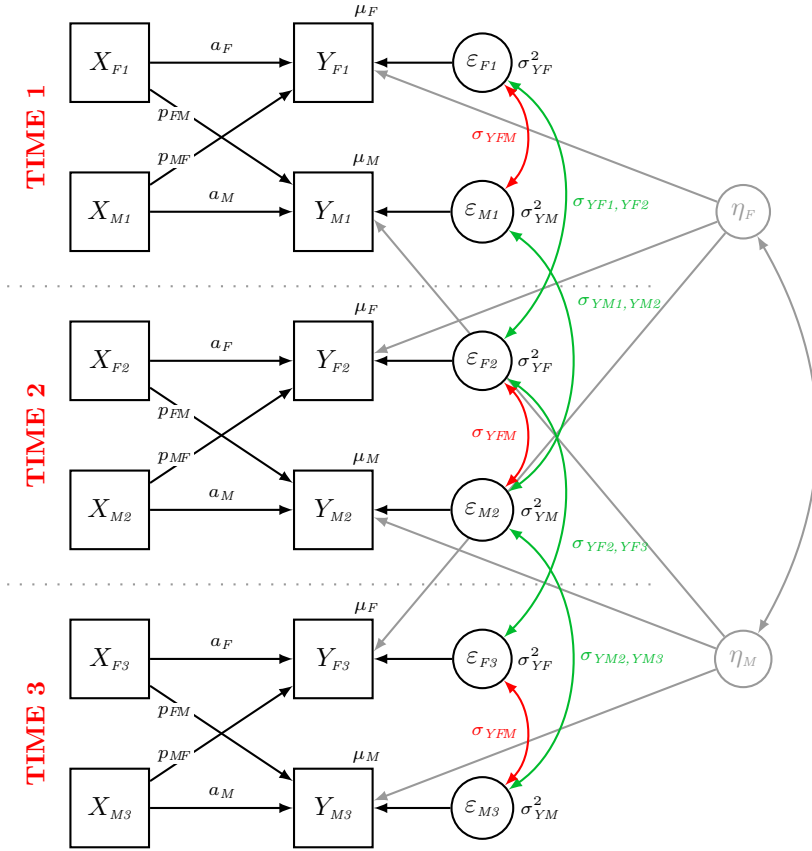 μ_F
X_F1 a_F Y_F1 ε_F1 σ²_YF
TIME 1
p_FM
σ_YFM
p_MF
μ_M
X_M1 a_M Y_M1 ε_M1 σ²_YM
σ_YF1,YF2
η_F
σ_YM1,YM2
μ_F
X_F2 a_F Y_F2 ε_F2 σ²_YF
TIME 2
p_FM
σ_YFM
p_MF
μ_M
X_M2 a_M Y_M2 ε_M2 σ²_YM
σ_YF2,YF3
μ_F
X_F3 a_F Y_F3 ε_F3 σ²_YF
σ_YM2,YM3
η_M
TIME 3
p_FM
σ_YFM
p_MF
μ_M
X_M3 a_M Y_M3 ε_M3 σ²_YM